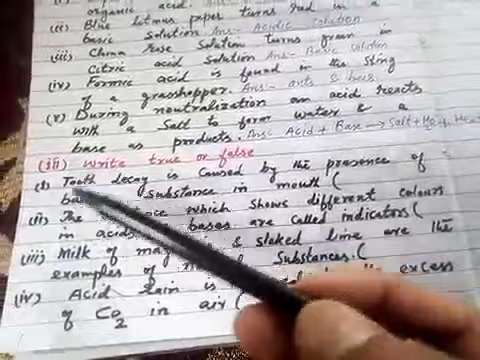 organic acid.
(ii) Blue litmus paper turns red in a
basic solution Ans- Acidic solution
(iii) China Rose Solution turns green in
Citric acid Solution Ans- Basic solution
(iv) Formic acid is found in the Sting
of a grasshopper. Ans- ants & bees.
(v) During neutralization an acid reacts
with a Salt to form water & a
base as products. Ans- Acid + Base → Salt + H2O + Heat
(iii) Write true or false
(i) Tooth decay is caused by the presence of
substance in mouth (
(ii) The which shows different colours
in acids bases are called indicators(
(iii) Milk of & slaked lime are the
examples of Substances.(
(iv) Acid Rain is excess
of CO2 in air (